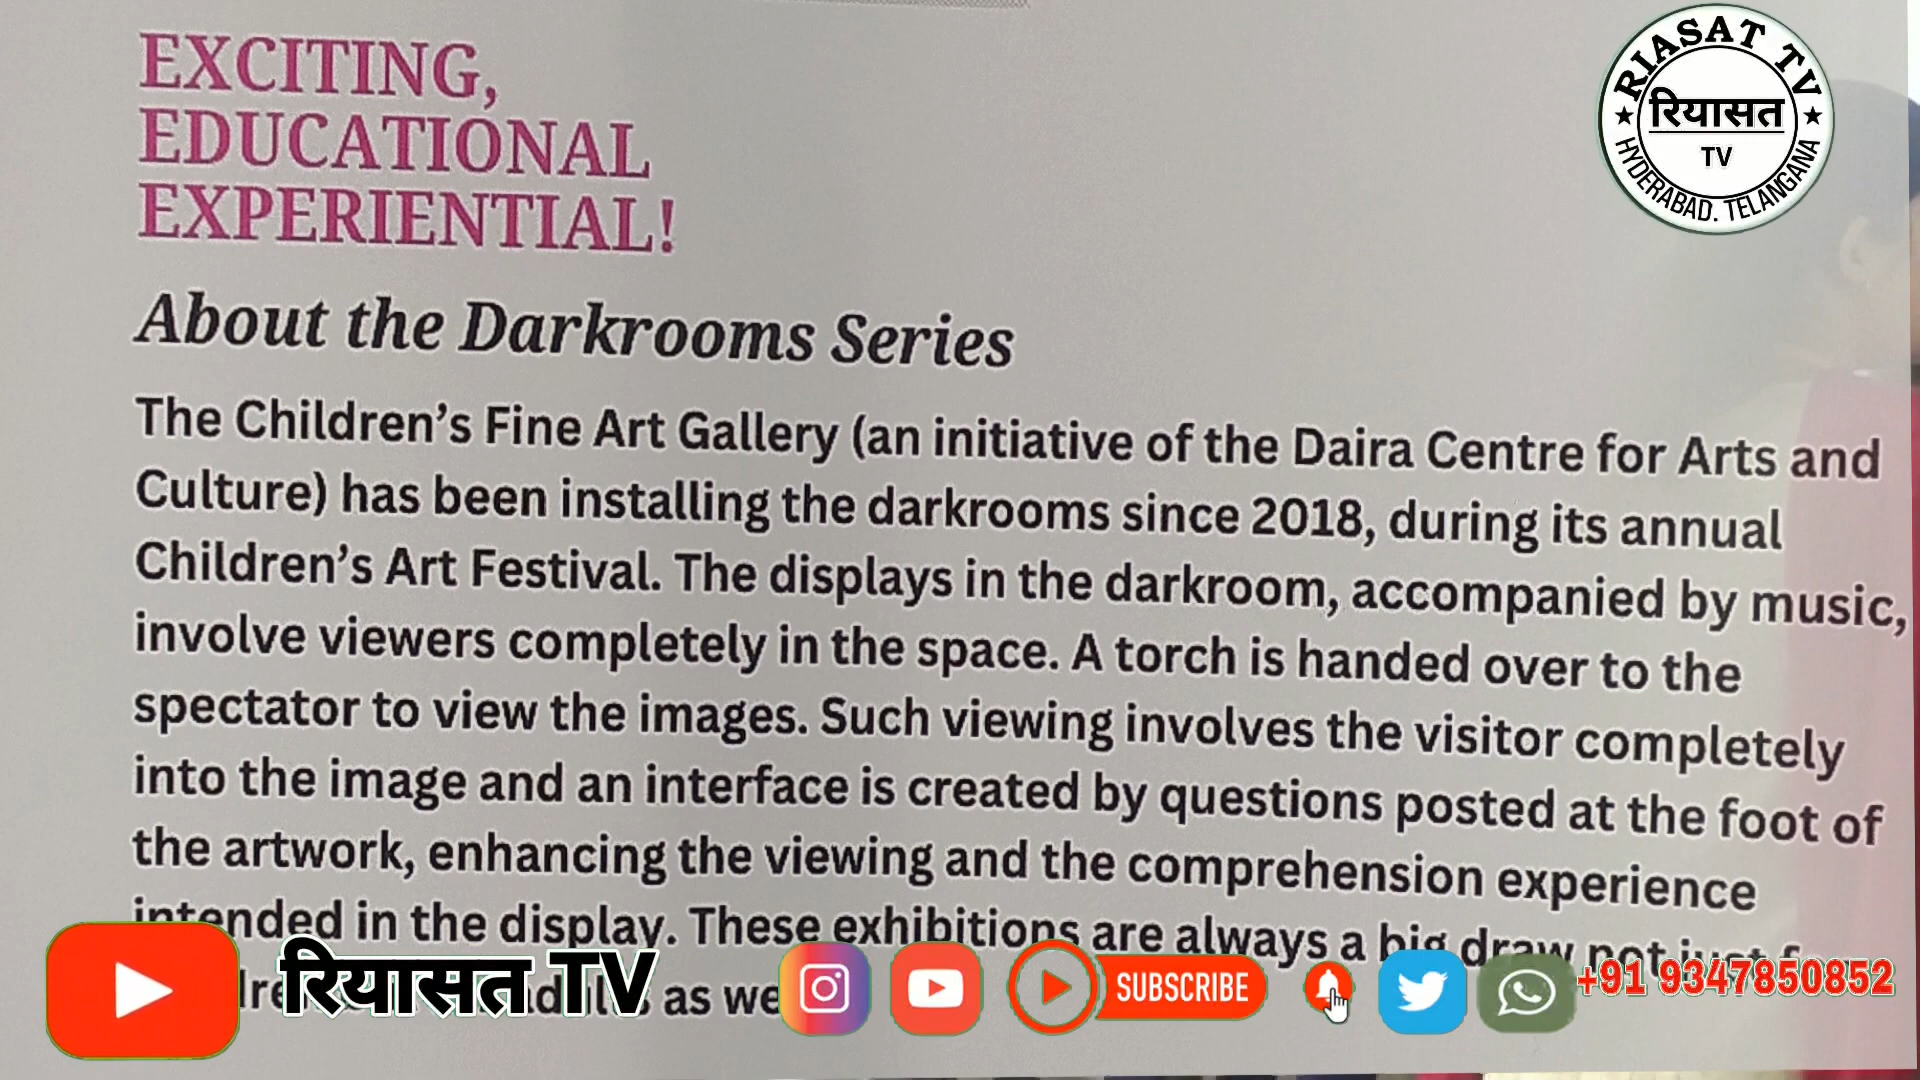 EXCITING,
EDUCATIONAL
EXPERIENTIAL!
About the Darkrooms Series
The Children's Fine Art Gallery (an initiative of the Daira Centre for Arts and
Culture) has been installing the darkrooms since 2018, during its annual
Children's Art Festival. The displays in the darkroom, accompanied by music,
involve viewers completely in the space. A torch is handed over to the
spectator to view the images. Such viewing involves the visitor completely
into the image and an interface is created by questions posted at the foot of
the artwork, enhancing the viewing and the comprehension experience
intended in the display. These exhibitions are always a big draw not just
as
RIASAT TV
रियासत
TV
HYDERABAD. TELANGANA
रियासत TV
SUBSCRIBE
+91 9347850852